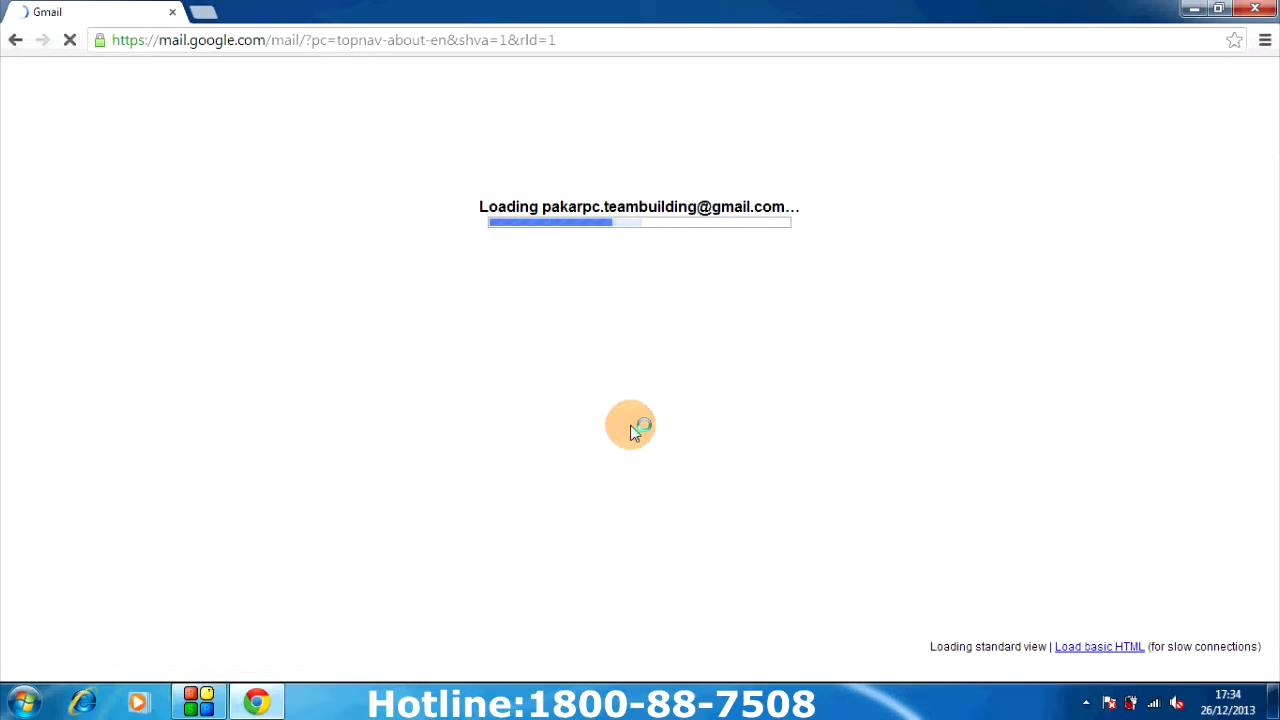 Gmail
https://mail.google.com/mail/?pc=topnav-about-en&shva=1&rld=1
Loading pakarpc.teambuilding@gmail.com…
Loading standard view | Load basic HTML (for slow connections)
Hotline:1800-88-7508
17:34
26/12/2013